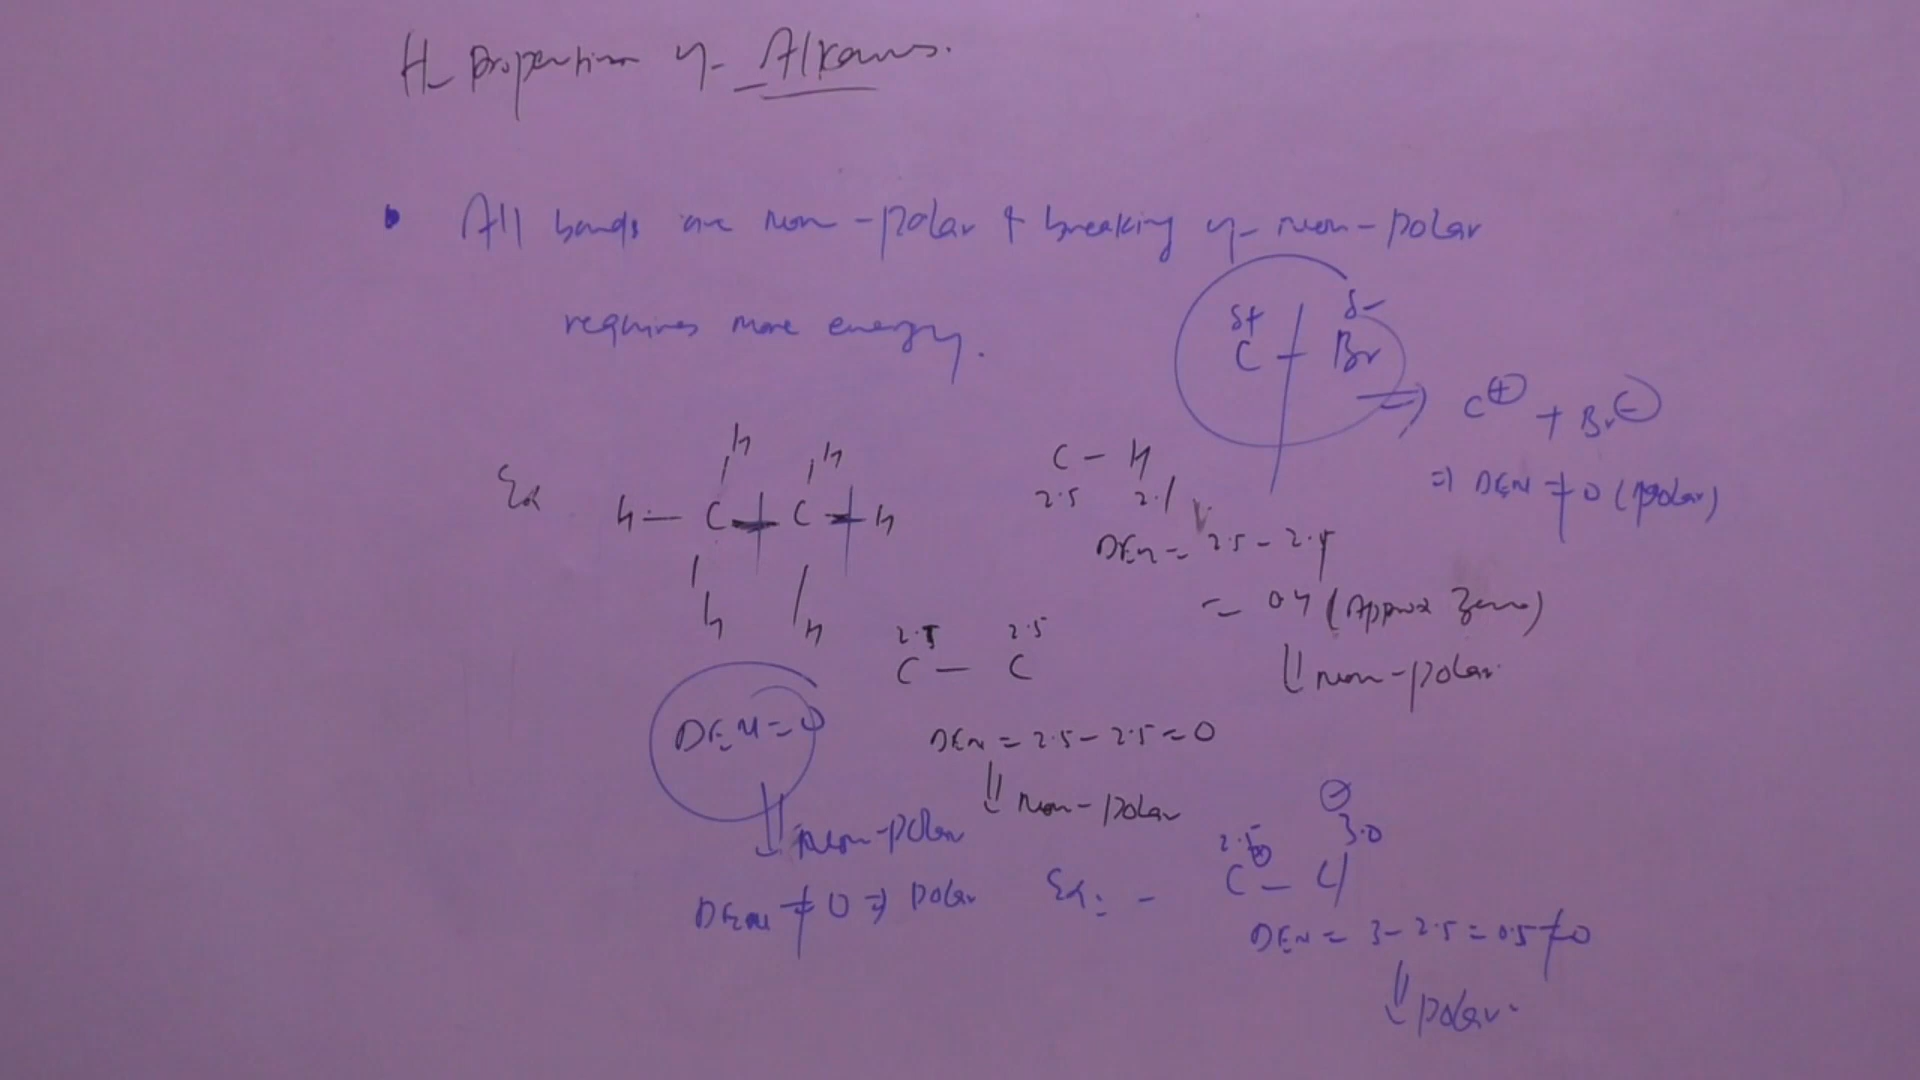 Properties of Alkanes.
• All bonds are non-polar & breaking of non-polar
requires more energy.
δ+ δ-
C - Br
⇒ C⊕ + Br⊖
⇒ DEN ≠ 0 (polar)
Ex
H H
H - C - C - H
H H
C - H
2.5 2.1
DEN = 2.5 - 2.1
= 0.4 (Approx Zero)
⇓ non-polar
2.5 2.5
C - C
DEN = 2.5 - 2.5 = 0
⇓ non-polar
DEN = 0
⇓ non-polar
DEN ≠ 0 ⇒ polar
Ex: -
2.5⊕ 3.0 ⊖
C - Cl
DEN = 3 - 2.5 = 0.5 ≠ 0
⇓ polar.